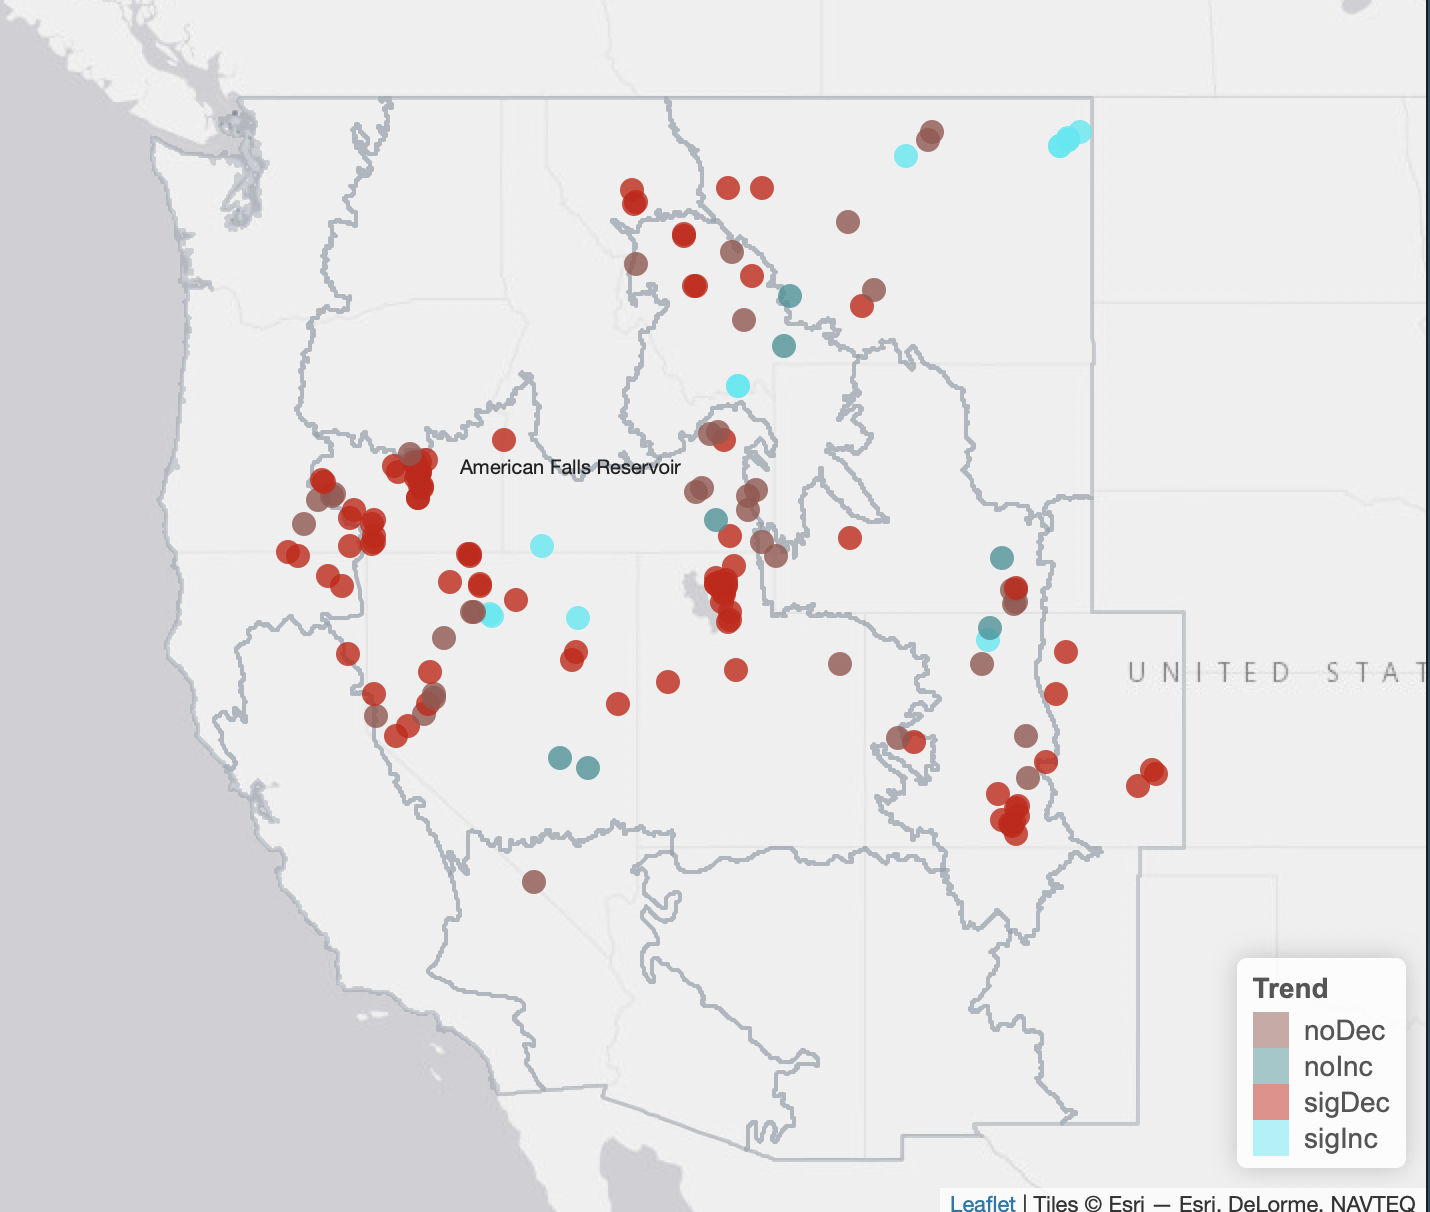 American Falls Reservoir
UNITED STAT
Trend
noDec
noInc
sigDec
sigInc
Leaflet | Tiles © Esri — Esri, DeLorme, NAVTEQ